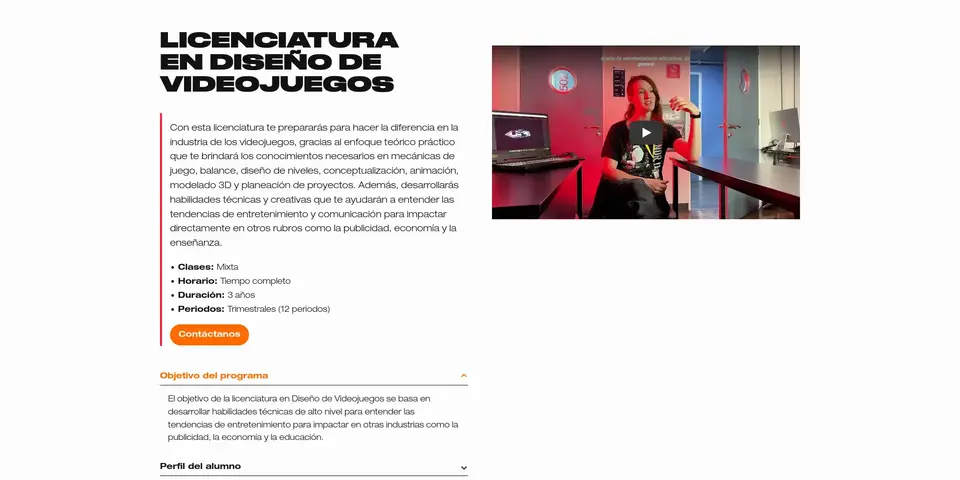 LICENCIATURA
EN DISEÑO DE
VIDEOJUEGOS
Con esta licenciatura te prepararás para hacer la diferencia en la
industria de los videojuegos, gracias al enfoque teórico práctico
que te brindará los conocimientos necesarios en mecánicas de
juego, balance, diseño de niveles, conceptualización, animación,
modelado 3D y planeación de proyectos. Además, desarrollarás
habilidades técnicas y creativas que te ayudarán a entender las
tendencias de entretenimiento y comunicación para impactar
directamente en otros rubros como la publicidad, economía y la
enseñanza.
• Clases: Mixta
• Horario: Tiempo completo
• Duración: 3 años
• Periodos: Trimestrales (12 periodos)
Contáctanos
Objetivo del programa
El objetivo de la licenciatura en Diseño de Videojuegos se basa en
desarrollar habilidades técnicas de alto nivel para entender las
tendencias de entretenimiento para impactar en otras industrias como la
publicidad, la economía y la educación.
Perfil del alumno
502